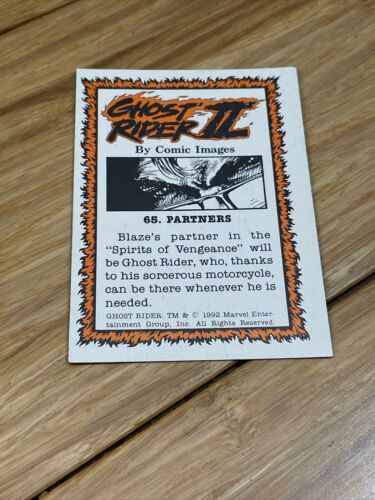 GHOST
RIDER II
By Comic Images
65. PARTNERS
Blaze's partner in the
"Spirits of Vengeance" will
be Ghost Rider, who, thanks
to his sorcerous motorcycle,
can be there whenever he is
needed.
GHOST RIDER: TM & © 1992 Marvel Enter-
tainment Group, Inc. All Rights Reserved